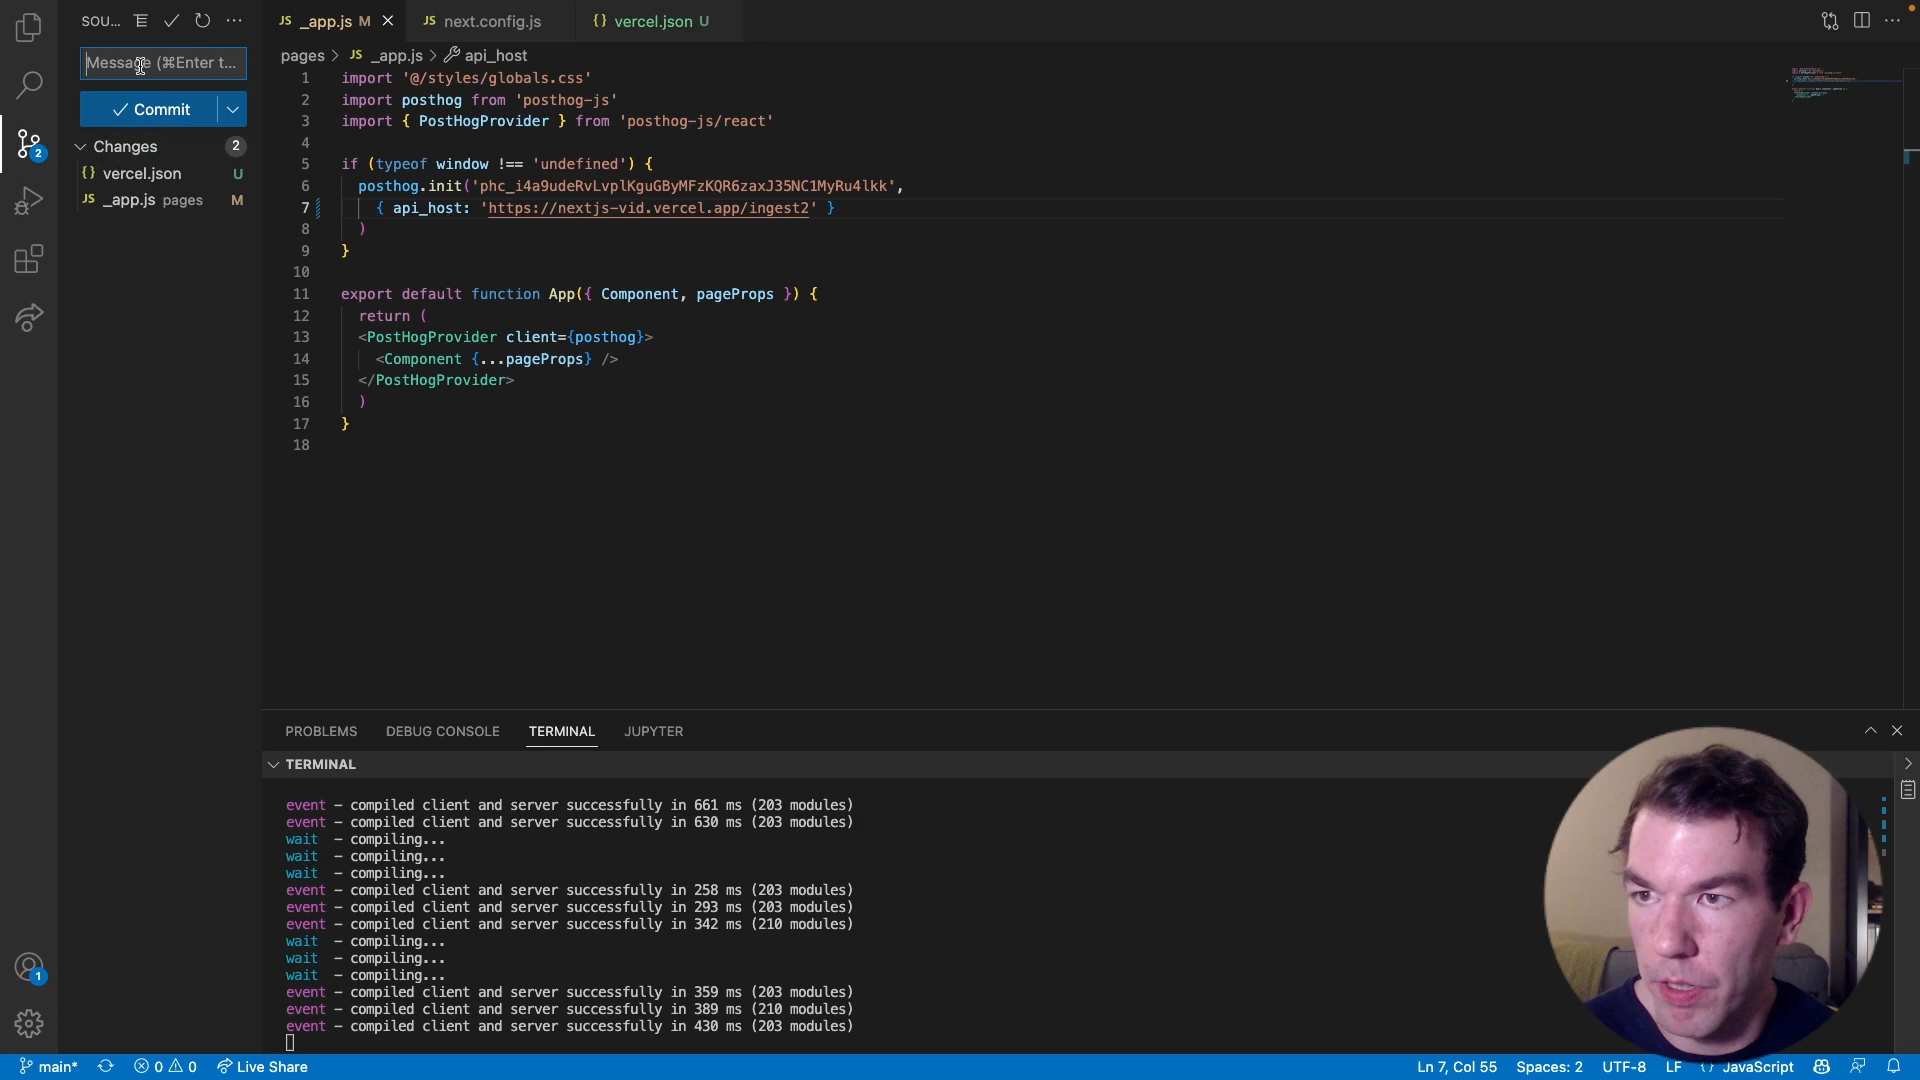 SOU...
Message (⌘Enter t...
Commit
Changes 2
vercel.json U
_app.js pages M
2
1
JS _app.js M
JS next.config.js
{} vercel.json U
pages > JS _app.js > api_host
1 import '@/styles/globals.css'
2 import posthog from 'posthog-js'
3 import { PostHogProvider } from 'posthog-js/react'
4
5 if (typeof window !== 'undefined') {
6 posthog.init('phc_i4a9udeRvLvplKguGByMFzKQR6zaxJ35NC1MyRu4lkk',
7 { api_host: 'https://nextjs-vid.vercel.app/ingest2' }
8 )
9 }
10
11 export default function App({ Component, pageProps }) {
12 return (
13 <PostHogProvider client={posthog}>
14 <Component {...pageProps} />
15 </PostHogProvider>
16 )
17 }
18
PROBLEMS DEBUG CONSOLE TERMINAL JUPYTER
TERMINAL
event - compiled client and server successfully in 661 ms (203 modules)
event - compiled client and server successfully in 630 ms (203 modules)
wait - compiling...
wait - compiling...
wait - compiling...
event - compiled client and server successfully in 258 ms (203 modules)
event - compiled client and server successfully in 293 ms (203 modules)
event - compiled client and server successfully in 342 ms (210 modules)
wait - compiling...
wait - compiling...
wait - compiling...
event - compiled client and server successfully in 359 ms (203 modules)
event - compiled client and server successfully in 389 ms (210 modules)
event - compiled client and server successfully in 430 ms (203 modules)
main* 0 0 Live Share Ln 7, Col 55 Spaces: 2 UTF-8 LF JavaScript